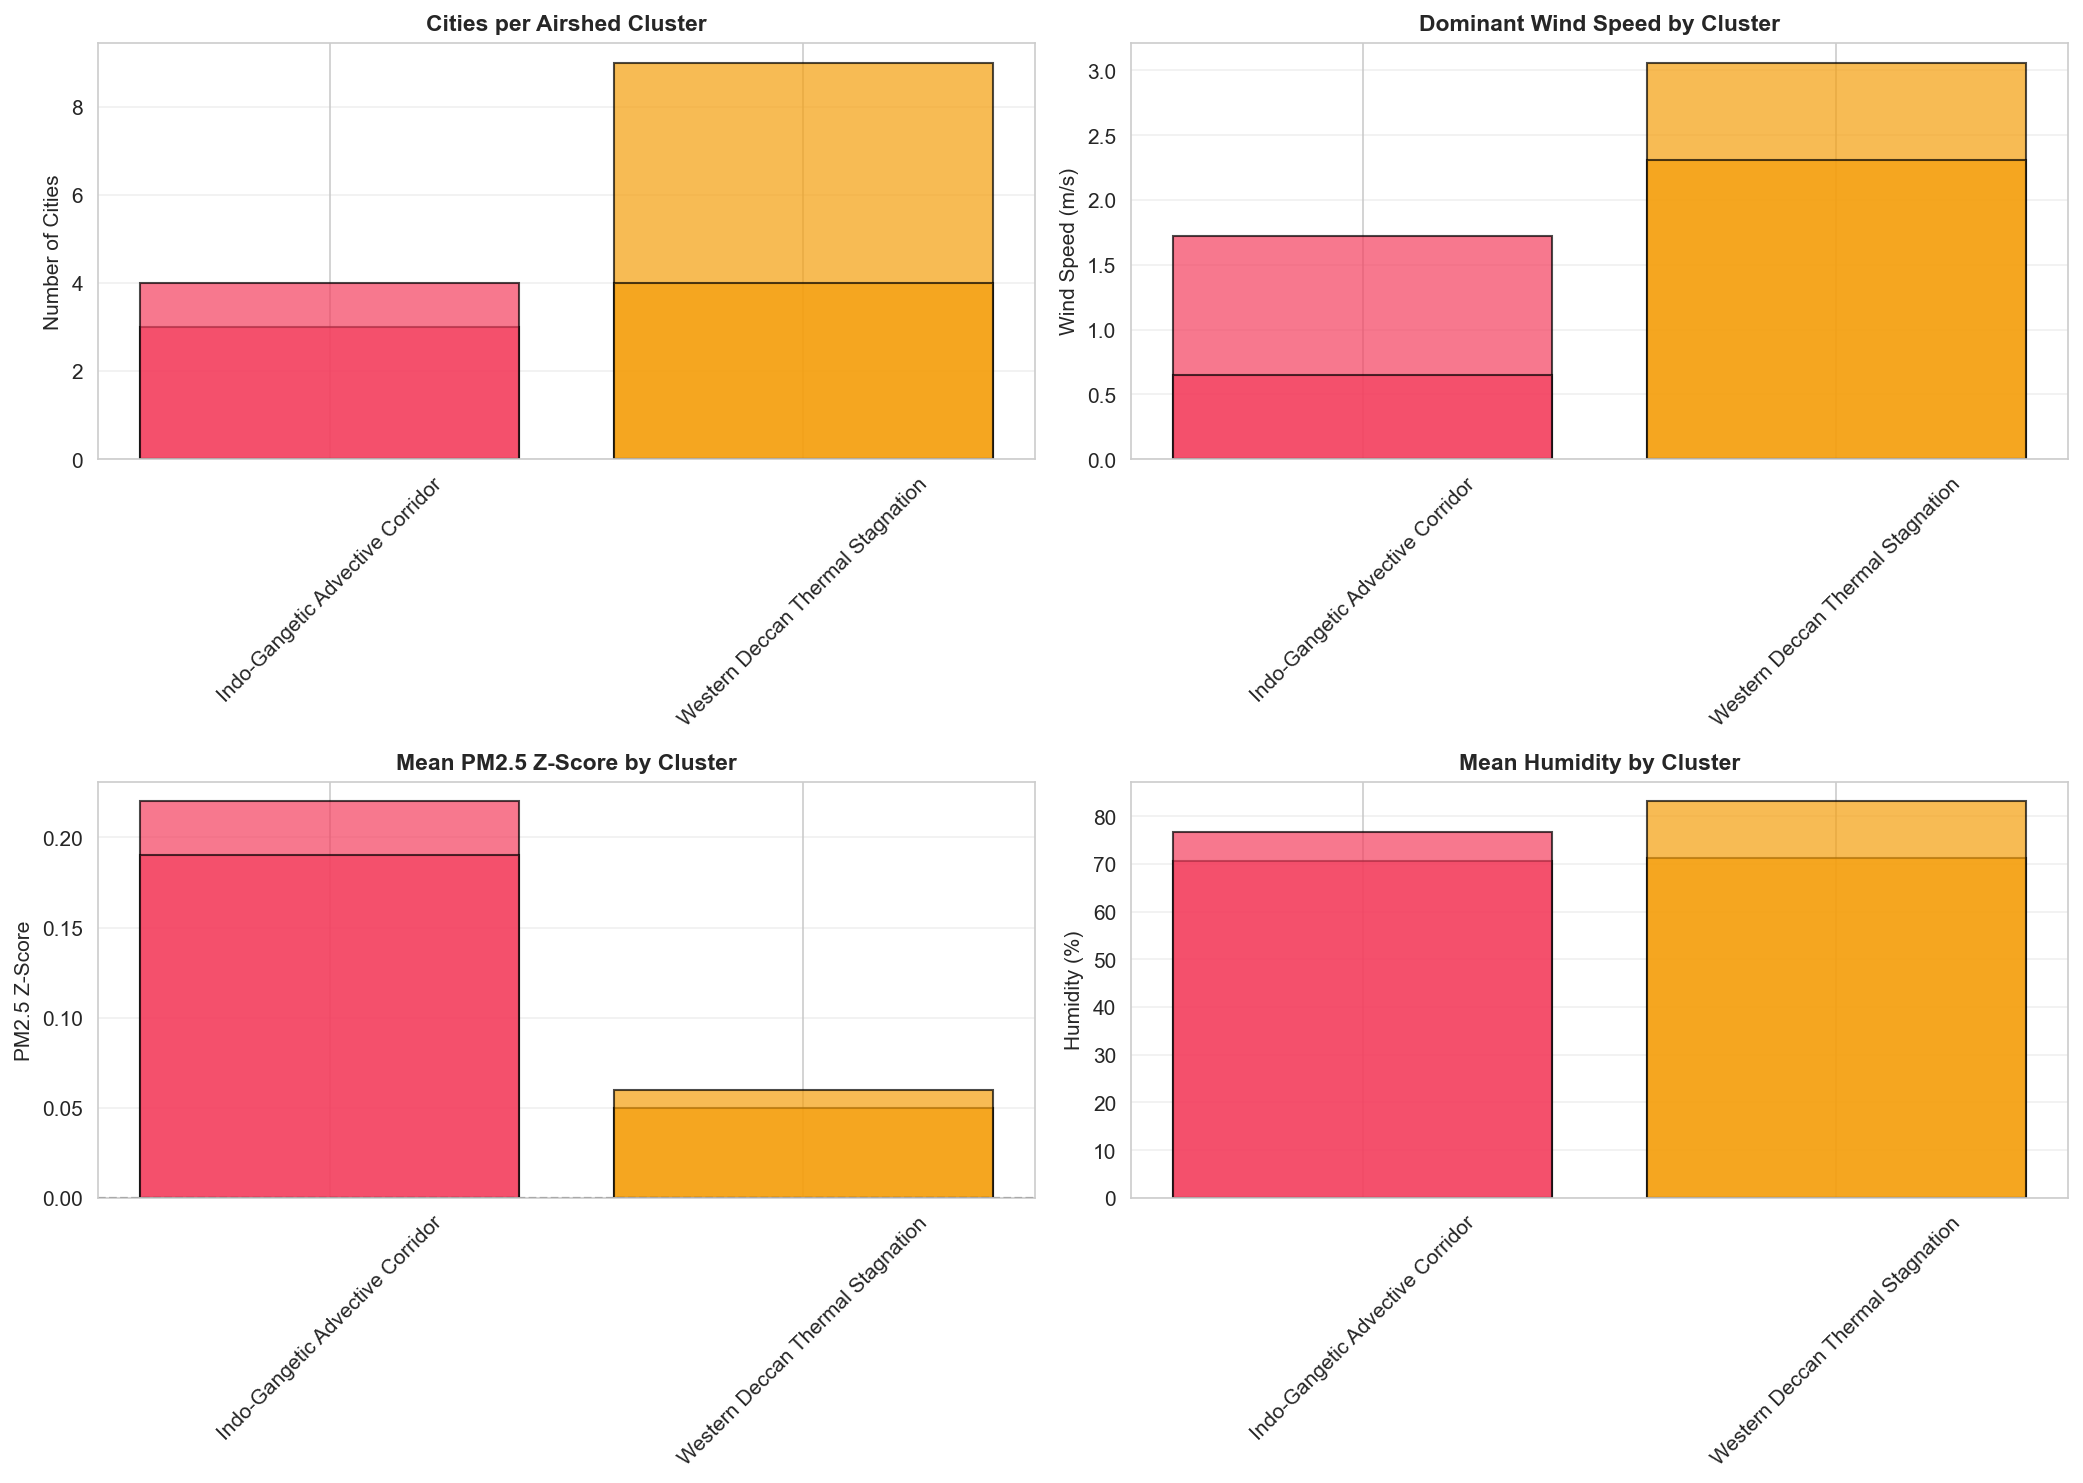 Cities per Airshed Cluster
Number of Cities
8
6
4
2
0
Indo-Gangetic Advective Corridor
Western Deccan Thermal Stagnation
Dominant Wind Speed by Cluster
Wind Speed (m/s)
3.0
2.5
2.0
1.5
1.0
0.5
0.0
Indo-Gangetic Advective Corridor
Western Deccan Thermal Stagnation
Mean PM2.5 Z-Score by Cluster
PM2.5 Z-Score
0.20
0.15
0.10
0.05
0.00
Indo-Gangetic Advective Corridor
Western Deccan Thermal Stagnation
Mean Humidity by Cluster
Humidity (%)
80
70
60
50
40
30
20
10
0
Indo-Gangetic Advective Corridor
Western Deccan Thermal Stagnation